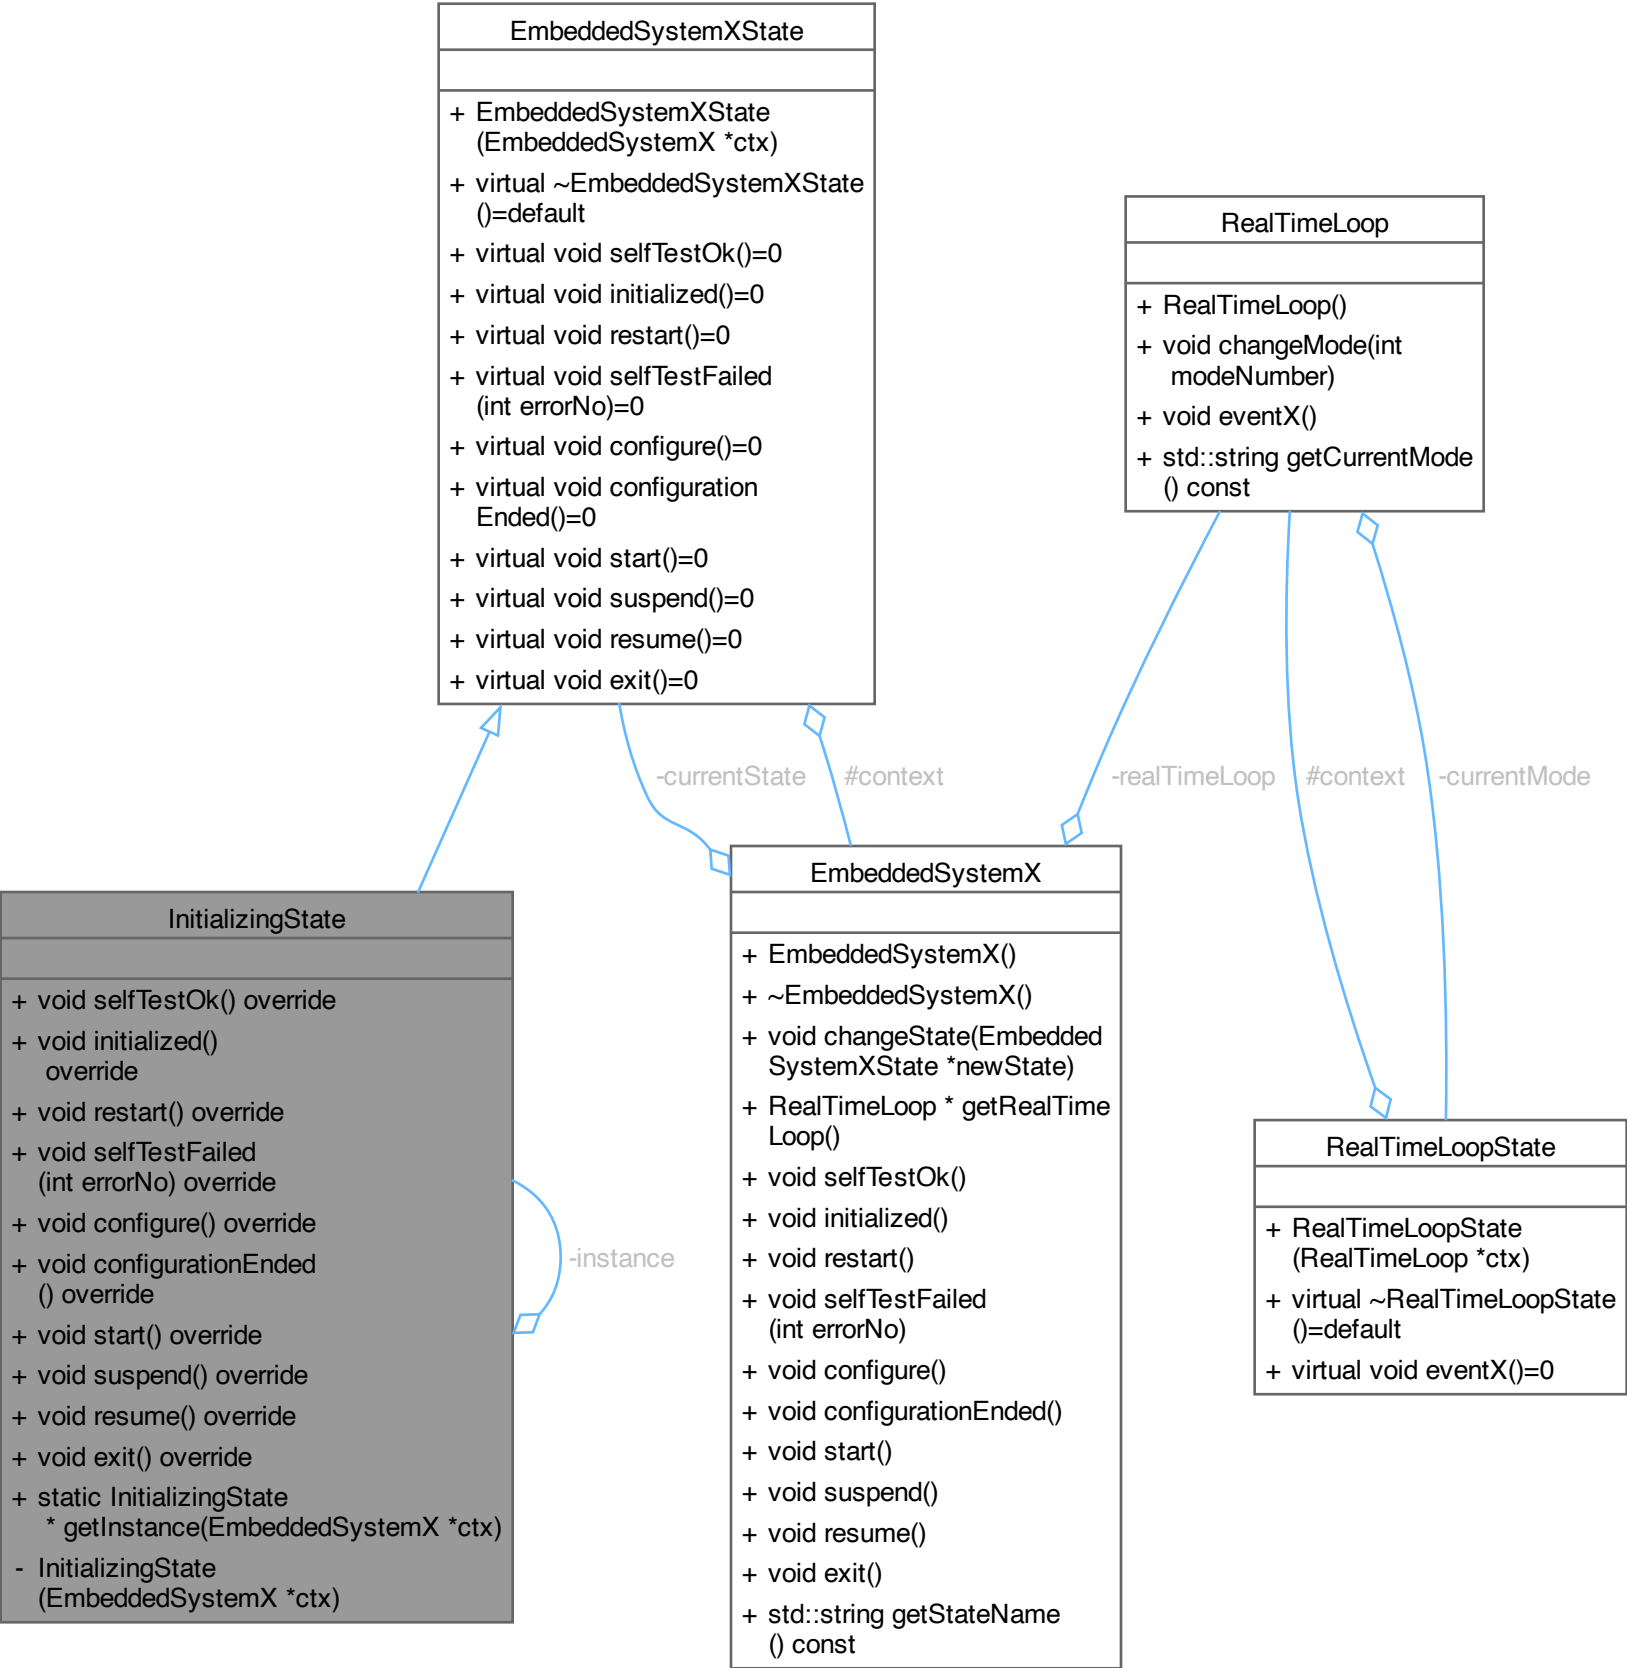 EmbeddedSystemXState
+ EmbeddedSystemXState
(EmbeddedSystemX *ctx)
+ virtual ~EmbeddedSystemXState
()=default
+ virtual void selfTestOk()=0
+ virtual void initialized()=0
+ virtual void restart()=0
+ virtual void selfTestFailed
(int errorNo)=0
+ virtual void configure()=0
+ virtual void configuration
Ended()=0
+ virtual void start()=0
+ virtual void suspend()=0
+ virtual void resume()=0
+ virtual void exit()=0
RealTimeLoop
+ RealTimeLoop()
+ void changeMode(int
modeNumber)
+ void eventX()
+ std::string getCurrentMode
() const
-currentState
#context
-realTimeLoop
#context
-currentMode
InitializingState
+ void selfTestOk() override
+ void initialized()
override
+ void restart() override
+ void selfTestFailed
(int errorNo) override
+ void configure() override
+ void configurationEnded
() override
+ void start() override
+ void suspend() override
+ void resume() override
+ void exit() override
+ static InitializingState
* getInstance(EmbeddedSystemX *ctx)
- InitializingState
(EmbeddedSystemX *ctx)
-instance
EmbeddedSystemX
+ EmbeddedSystemX()
+ ~EmbeddedSystemX()
+ void changeState(Embedded
SystemXState *newState)
+ RealTimeLoop * getRealTime
Loop()
+ void selfTestOk()
+ void initialized()
+ void restart()
+ void selfTestFailed
(int errorNo)
+ void configure()
+ void configurationEnded()
+ void start()
+ void suspend()
+ void resume()
+ void exit()
+ std::string getStateName
() const
RealTimeLoopState
+ RealTimeLoopState
(RealTimeLoop *ctx)
+ virtual ~RealTimeLoopState
()=default
+ virtual void eventX()=0